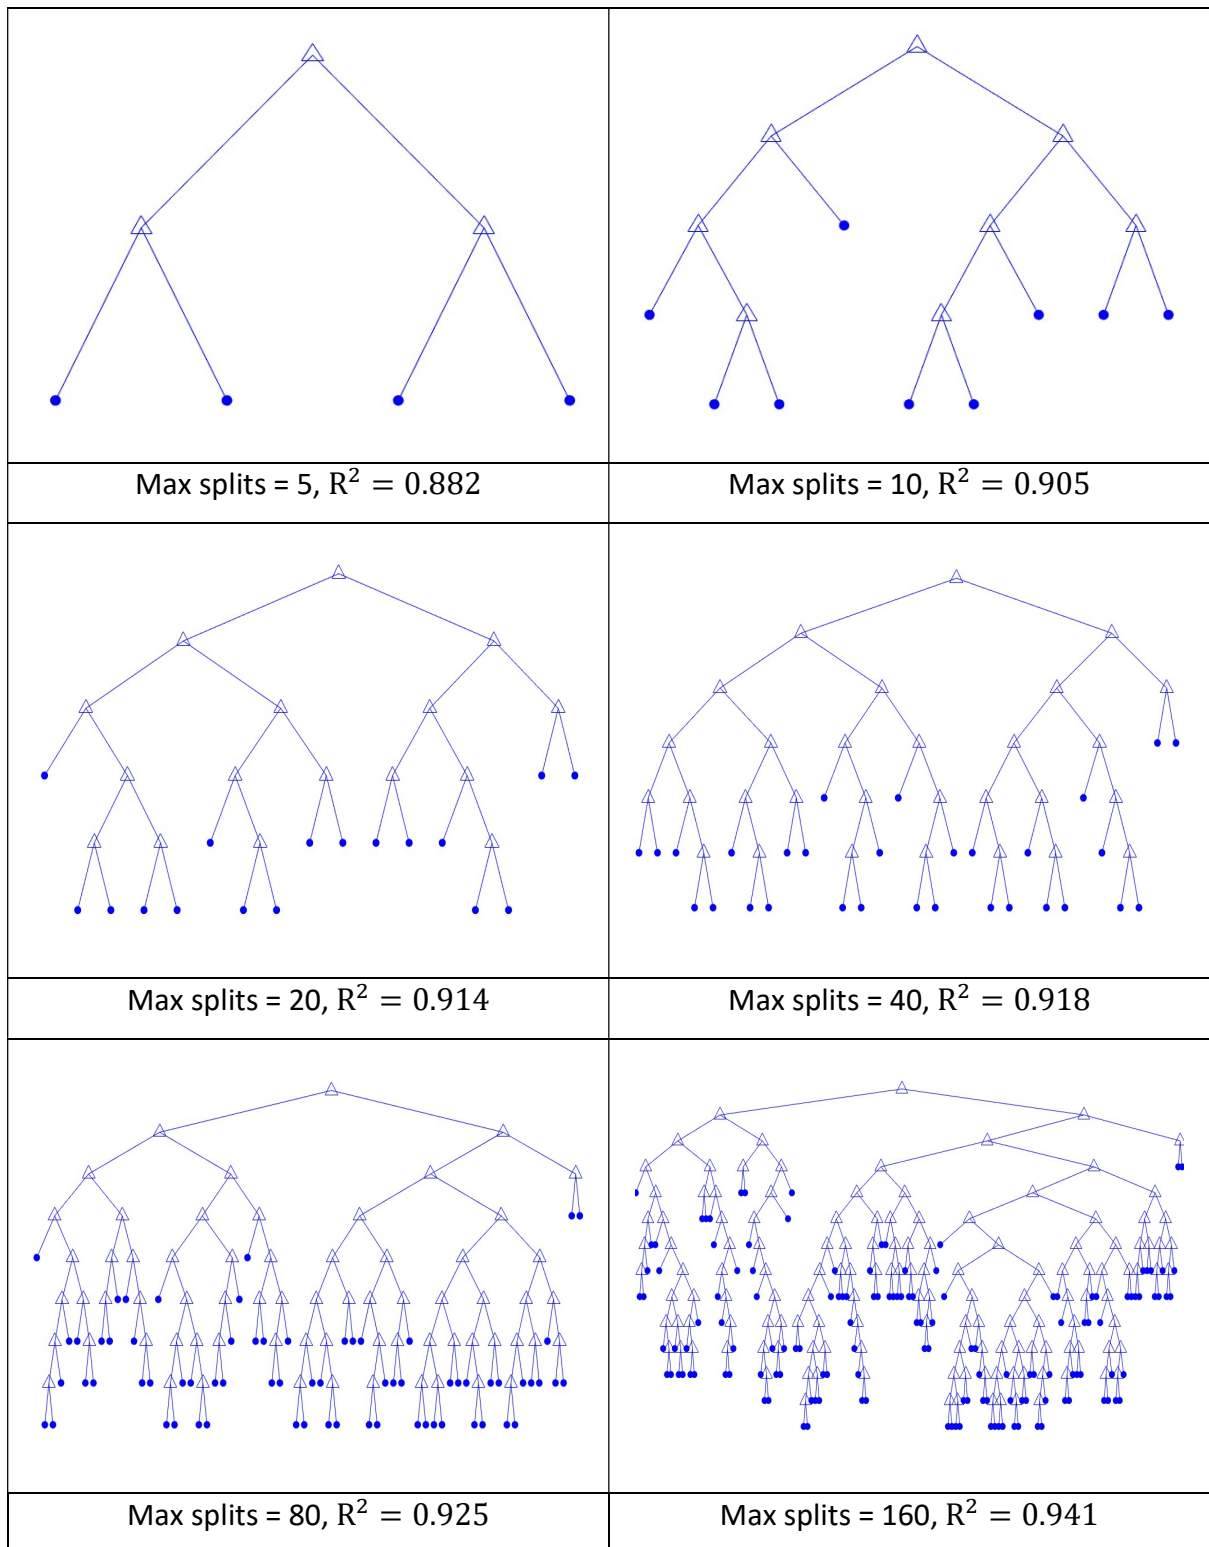 Max splits = 5, R² = 0.882
Max splits = 10, R² = 0.905
Max splits = 20, R² = 0.914
Max splits = 40, R² = 0.918
Max splits = 80, R² = 0.925
Max splits = 160, R² = 0.941